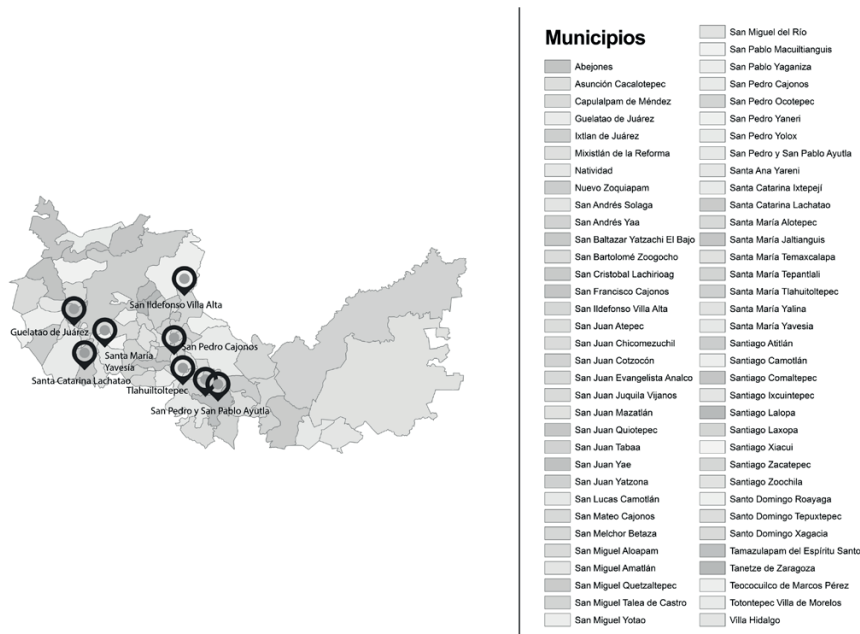 San Ildefonso Villa Alta
Guelatao de Juárez
San Pedro Cajonos
Santa María
Yavesía
Santa Catarina Lachatao
Tlahuiltoltepec
San Pedro y San Pablo Ayutla
Municipios
Abejones
Asunción Cacalotepec
Capulalpam de Méndez
Guelatao de Juárez
Ixtlan de Juárez
Mixistlán de la Reforma
Natividad
Nuevo Zoquiapam
San Andrés Solaga
San Andrés Yaa
San Baltazar Yatzachi El Bajo
San Bartolomé Zoogocho
San Cristobal Lachirioag
San Francisco Cajonos
San Ildefonso Villa Alta
San Juan Atepec
San Juan Chicomezuchil
San Juan Cotzocón
San Juan Evangelista Analco
San Juan Juquila Vijanos
San Juan Mazatlán
San Juan Quiotepec
San Juan Tabaa
San Juan Yae
San Juan Yatzona
San Lucas Camotlán
San Mateo Cajonos
San Melchor Betaza
San Miguel Aloapam
San Miguel Amatlán
San Miguel Quetzaltepec
San Miguel Talea de Castro
San Miguel Yotao
San Miguel del Río
San Pablo Macuiltianguis
San Pablo Yaganiza
San Pedro Cajonos
San Pedro Ocotepec
San Pedro Yaneri
San Pedro Yolox
San Pedro y San Pablo Ayutla
Santa Ana Yareni
Santa Catarina Ixtepejí
Santa Catarina Lachatao
Santa María Alotepec
Santa María Jaltianguis
Santa María Temaxcalapa
Santa María Tepantlali
Santa María Tlahuitoltepec
Santa María Yalina
Santa María Yavesia
Santiago Atitlán
Santiago Camotlán
Santiago Comaltepec
Santiago Ixcuintepec
Santiago Lalopa
Santiago Laxopa
Santiago Xiacui
Santiago Zacatepec
Santiago Zoochila
Santo Domingo Roayaga
Santo Domingo Tepuxtepec
Santo Domingo Xagacia
Tamazulapam del Espíritu Santo
Tanetze de Zaragoza
Teococuilco de Marcos Pérez
Totontepec Villa de Morelos
Villa Hidalgo